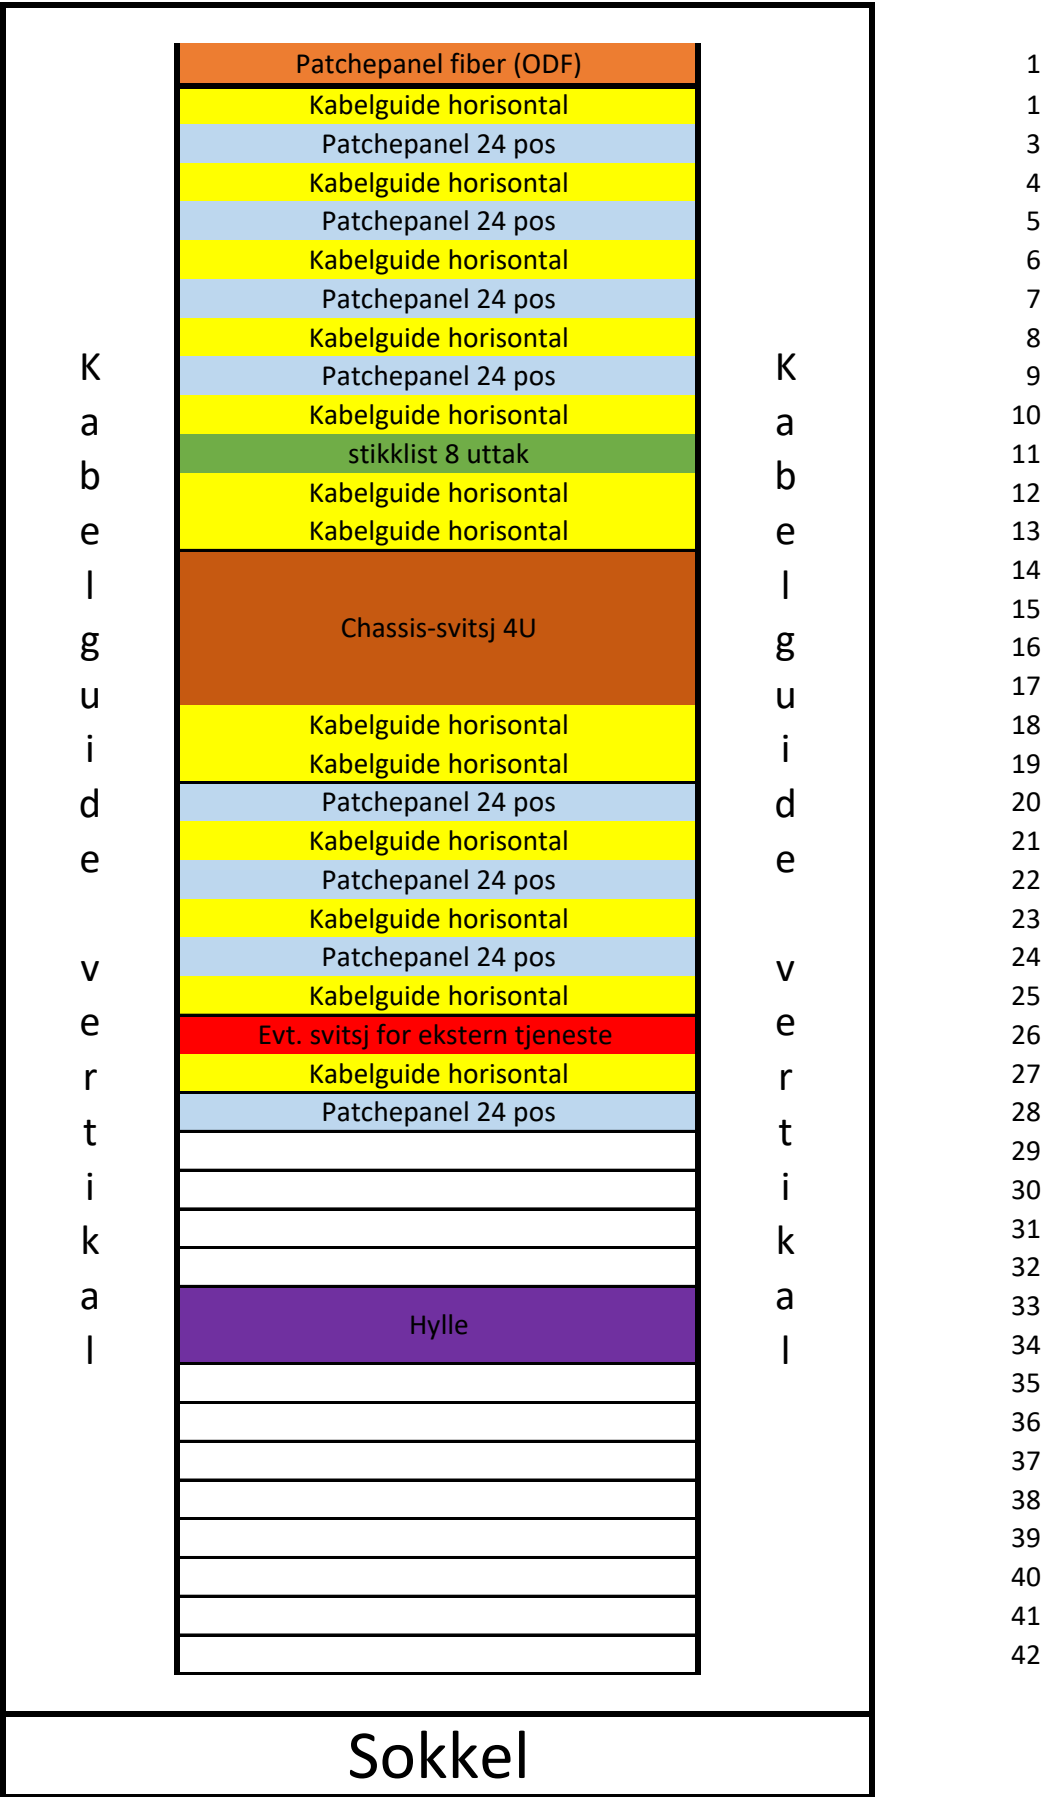 Patchepanel fiber (ODF) 1
Kabelguide horisontal 1
Patchepanel 24 pos 3
Kabelguide horisontal 4
Patchepanel 24 pos 5
Kabelguide horisontal 6
Patchepanel 24 pos 7
Kabelguide horisontal 8
Patchepanel 24 pos 9
Kabelguide horisontal 10
stikklist 8 uttak 11
Kabelguide horisontal 12
Kabelguide horisontal 13
14
15
Chassis-svitsj 4U
16
17
Kabelguide horisontal 18
Kabelguide horisontal 19
Patchepanel 24 pos 20
Kabelguide horisontal 21
Patchepanel 24 pos 22
Kabelguide horisontal 23
Patchepanel 24 pos 24
Kabelguide horisontal 25
Evt. svitsj for ekstern tjeneste 26
Kabelguide horisontal 27
Patchepanel 24 pos 28
29
30
31
32
33
Hylle
34
35
36
37
38
39
40
41
42
Kabelguide vertikal
Kabelguide vertikal
Sokkel